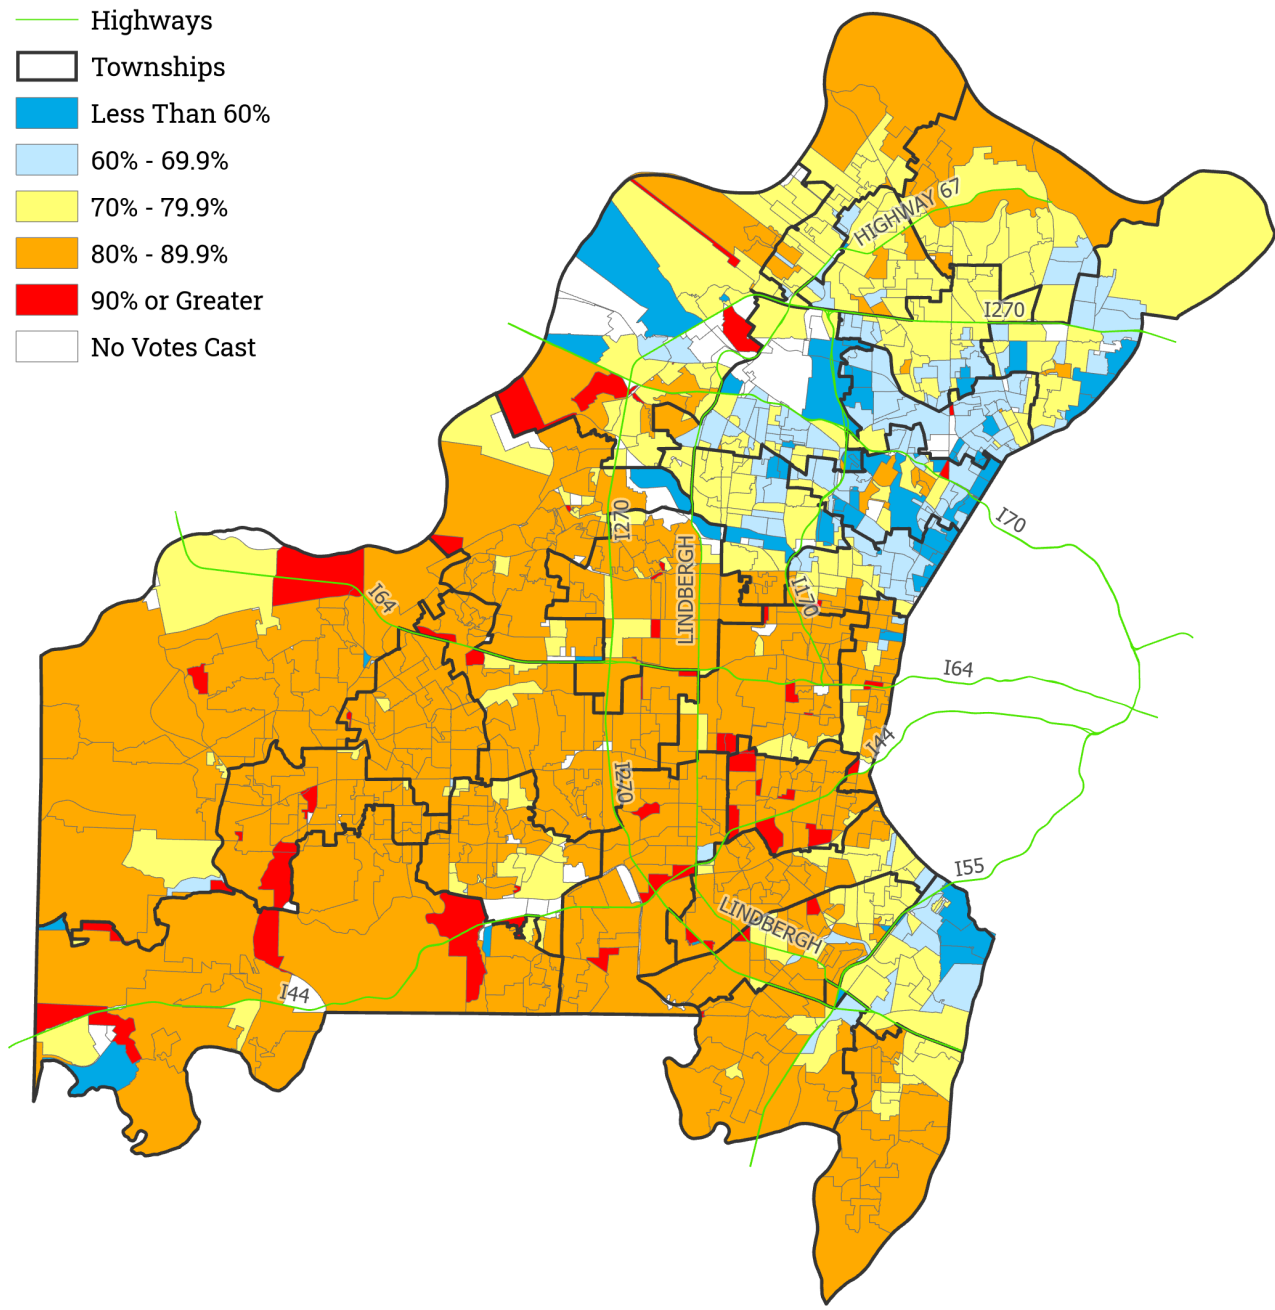 Highways
Townships
Less Than 60%
60% - 69.9%
70% - 79.9%
80% - 89.9%
90% or Greater
No Votes Cast
HIGHWAY 67
I270
I270
LINDBERGH
I170
I70
I64
I64
I44
I270
I55
LINDBERGH
I44